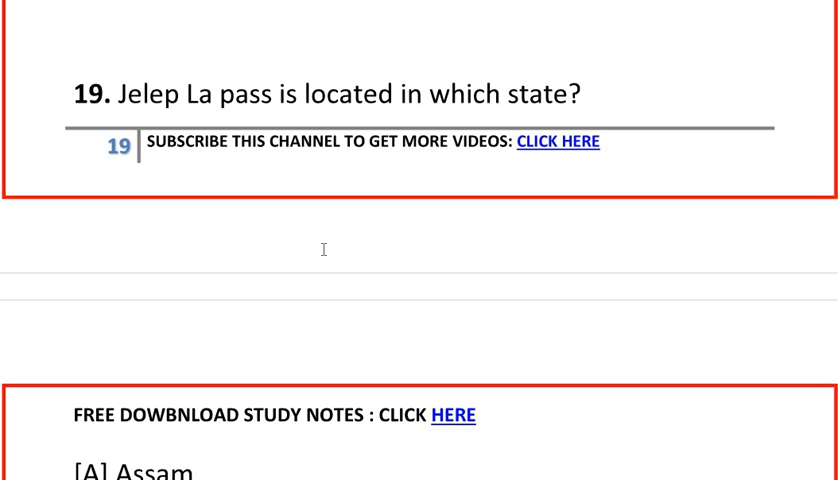 19. Jelep La pass is located in which state?
19 SUBSCRIBE THIS CHANNEL TO GET MORE VIDEOS: CLICK HERE
FREE DOWBNLOAD STUDY NOTES : CLICK HERE
[A] Assam